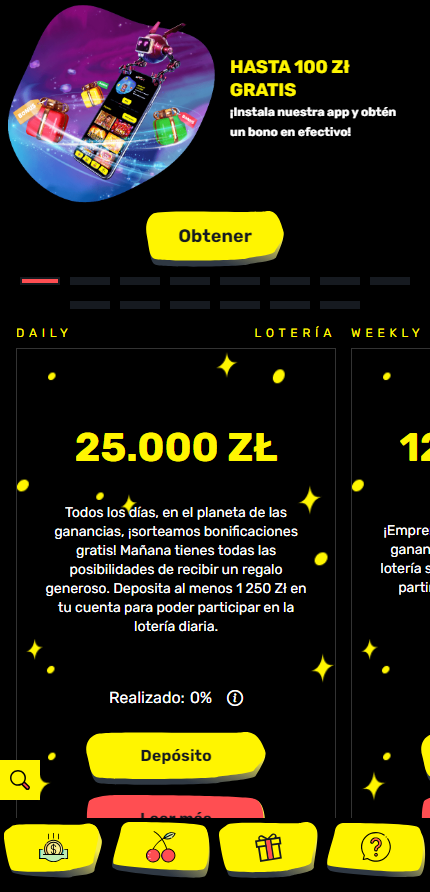 HASTA 100 Zł
GRATIS
¡Instala nuestra app y obtén
un bono en efectivo!
Obtener
DAILY LOTERÍA WEEKLY
25.000 ZŁ
Todos los días, en el planeta de las
ganancias, ¡sorteamos bonificaciones
gratis! Mañana tienes todas las
posibilidades de recibir un regalo
generoso. Deposita al menos 1 250 Zł en
tu cuenta para poder participar en la
lotería diaria.
Realizado: 0%
Depósito
Leer más
12
¡Empre
ganan
lotería s
parti